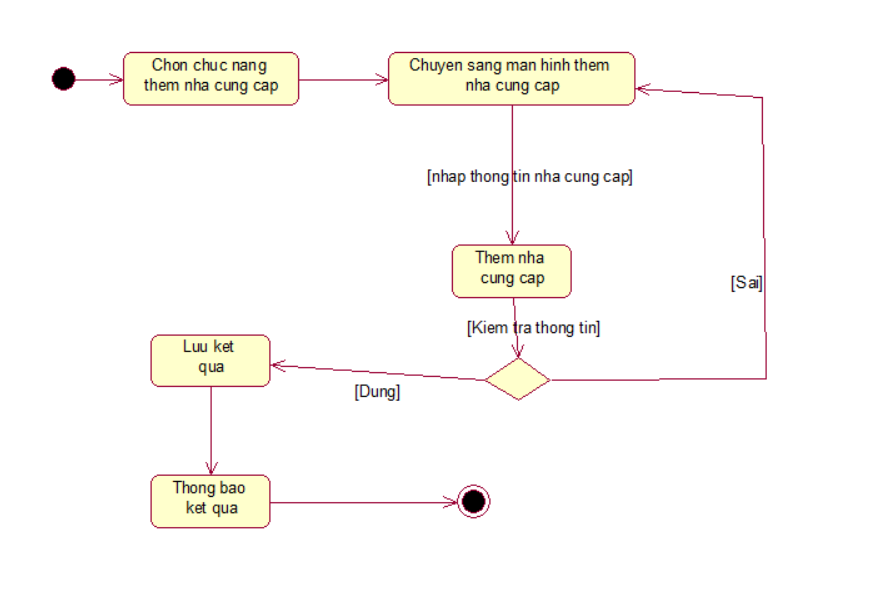 Chon chuc nang
them nha cung cap
Chuyen sang man hinh them
nha cung cap
[nhap thong tin nha cung cap]
Them nha
cung cap
[Sai]
[Kiem tra thong tin]
Luu ket
qua
[Dung]
Thong bao
ket qua